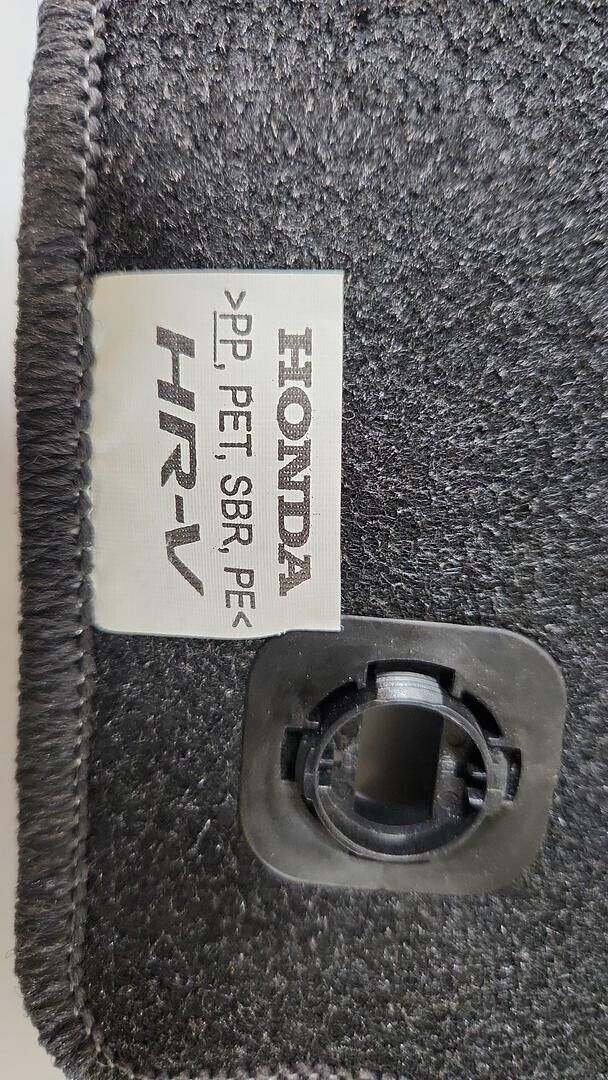 HONDA
>PP, PET, SBR, PE<
HR-V